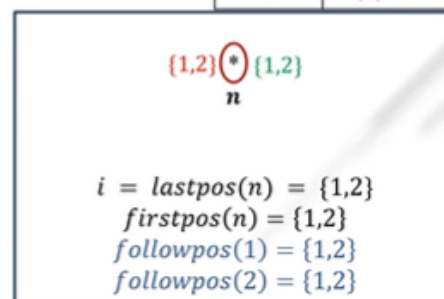 {1,2} * {1,2}
n
i = lastpos(n) = {1,2}
firstpos(n) = {1,2}
followpos(1) = {1,2}
followpos(2) = {1,2}